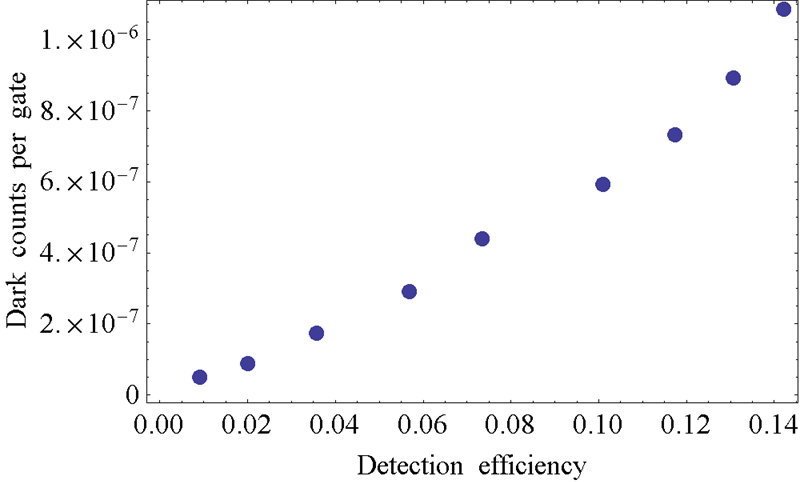 Dark counts per gate
1.×10⁻⁶
8.×10⁻⁷
6.×10⁻⁷
4.×10⁻⁷
2.×10⁻⁷
0
0.00 0.02 0.04 0.06 0.08 0.10 0.12 0.14
Detection efficiency